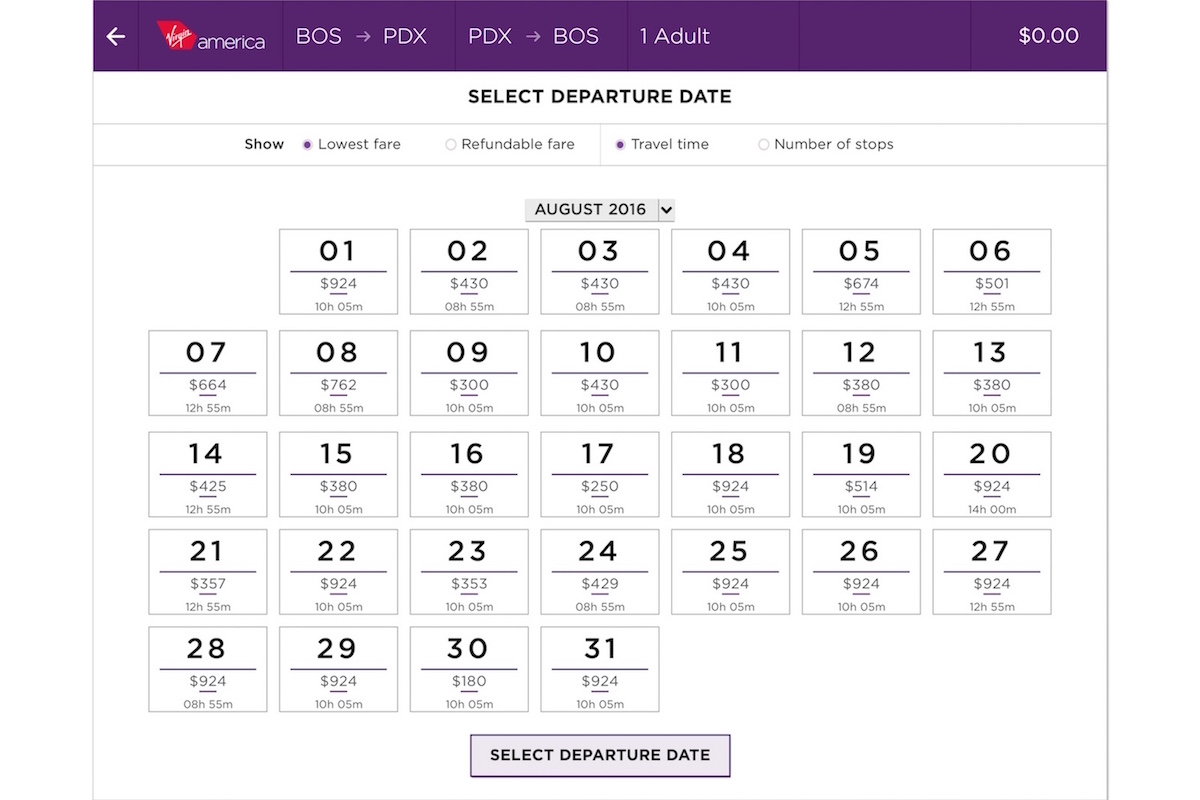 Virgin america BOS → PDX PDX → BOS 1 Adult $0.00
SELECT DEPARTURE DATE
Show Lowest fare Refundable fare Travel time Number of stops
AUGUST 2016
01 02 03 04 05 06
$924 $430 $430 $430 $674 $501
10h 05m 08h 55m 08h 55m 10h 05m 12h 55m 12h 55m
07 08 09 10 11 12 13
$664 $762 $300 $430 $300 $380 $380
12h 55m 08h 55m 10h 05m 10h 05m 10h 05m 08h 55m 10h 05m
14 15 16 17 18 19 20
$425 $380 $380 $250 $924 $514 $924
12h 55m 10h 05m 10h 05m 10h 05m 10h 05m 10h 05m 14h 00m
21 22 23 24 25 26 27
$357 $924 $353 $429 $924 $924 $924
12h 55m 10h 05m 10h 05m 08h 55m 10h 05m 10h 05m 12h 55m
28 29 30 31
$924 $924 $180 $924
08h 55m 10h 05m 10h 05m 10h 05m
SELECT DEPARTURE DATE